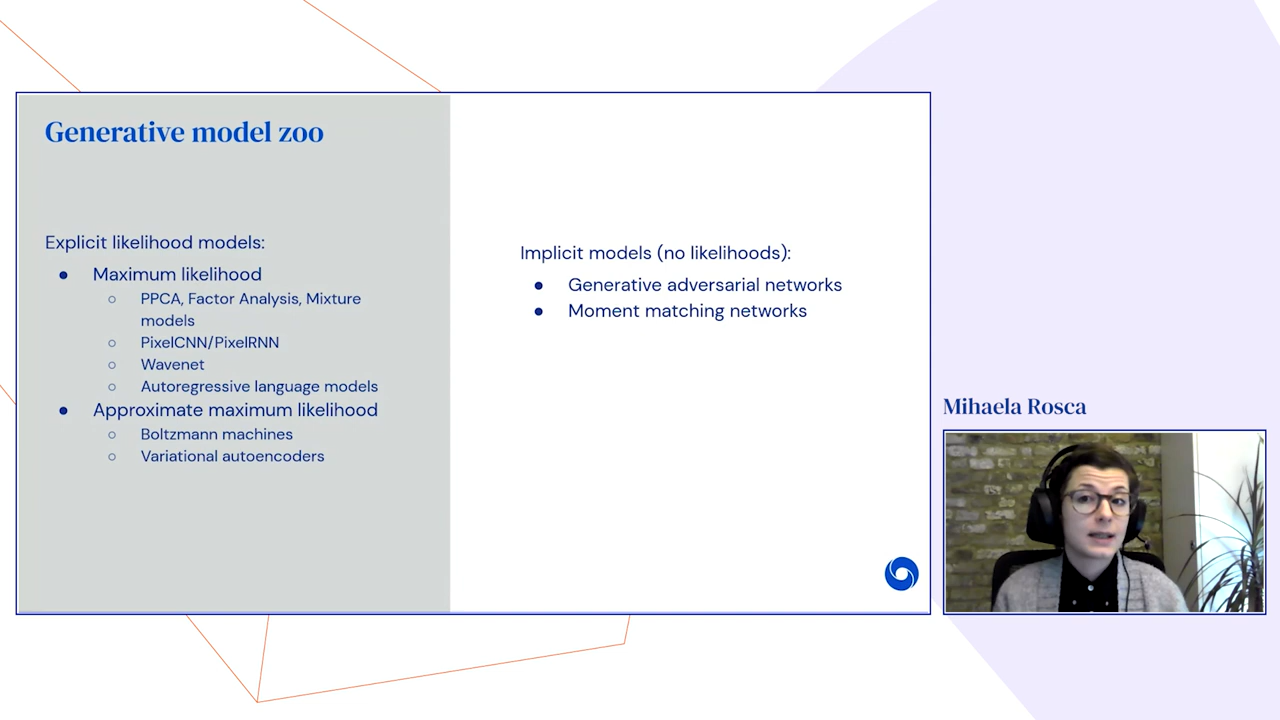 Generative model zoo
Explicit likelihood models:
Maximum likelihood
PPCA, Factor Analysis, Mixture
models
PixelCNN/PixelRNN
Wavenet
Autoregressive language models
Approximate maximum likelihood
Boltzmann machines
Variational autoencoders
Implicit models (no likelihoods):
Generative adversarial networks
Moment matching networks
Mihaela Rosca